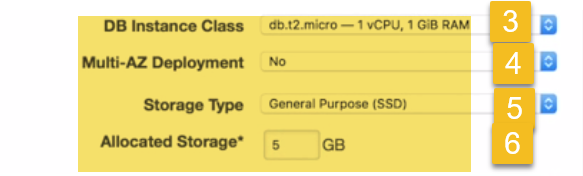 DB Instance Class db.t2.micro — 1 vCPU, 1 GiB RAM 3
Multi-AZ Deployment No 4
Storage Type General Purpose (SSD) 5
Allocated Storage* 5 GB 6